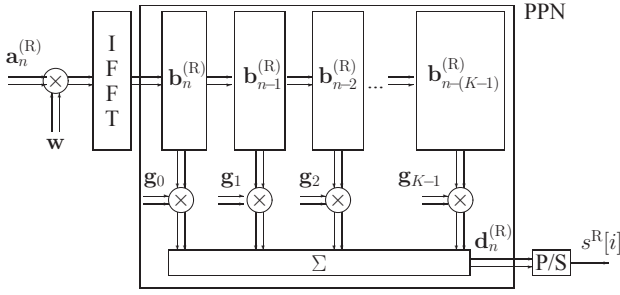 PPN
a_n^(R)
×
w
I
F
F
T
b_n^(R)
b_{n-1}^(R)
b_{n-2}^(R)
...
b_{n-(K-1)}^(R)
g_0
×
g_1
×
g_2
×
g_{K-1}
×
Σ
d_n^(R)
P/S
s^R[i]